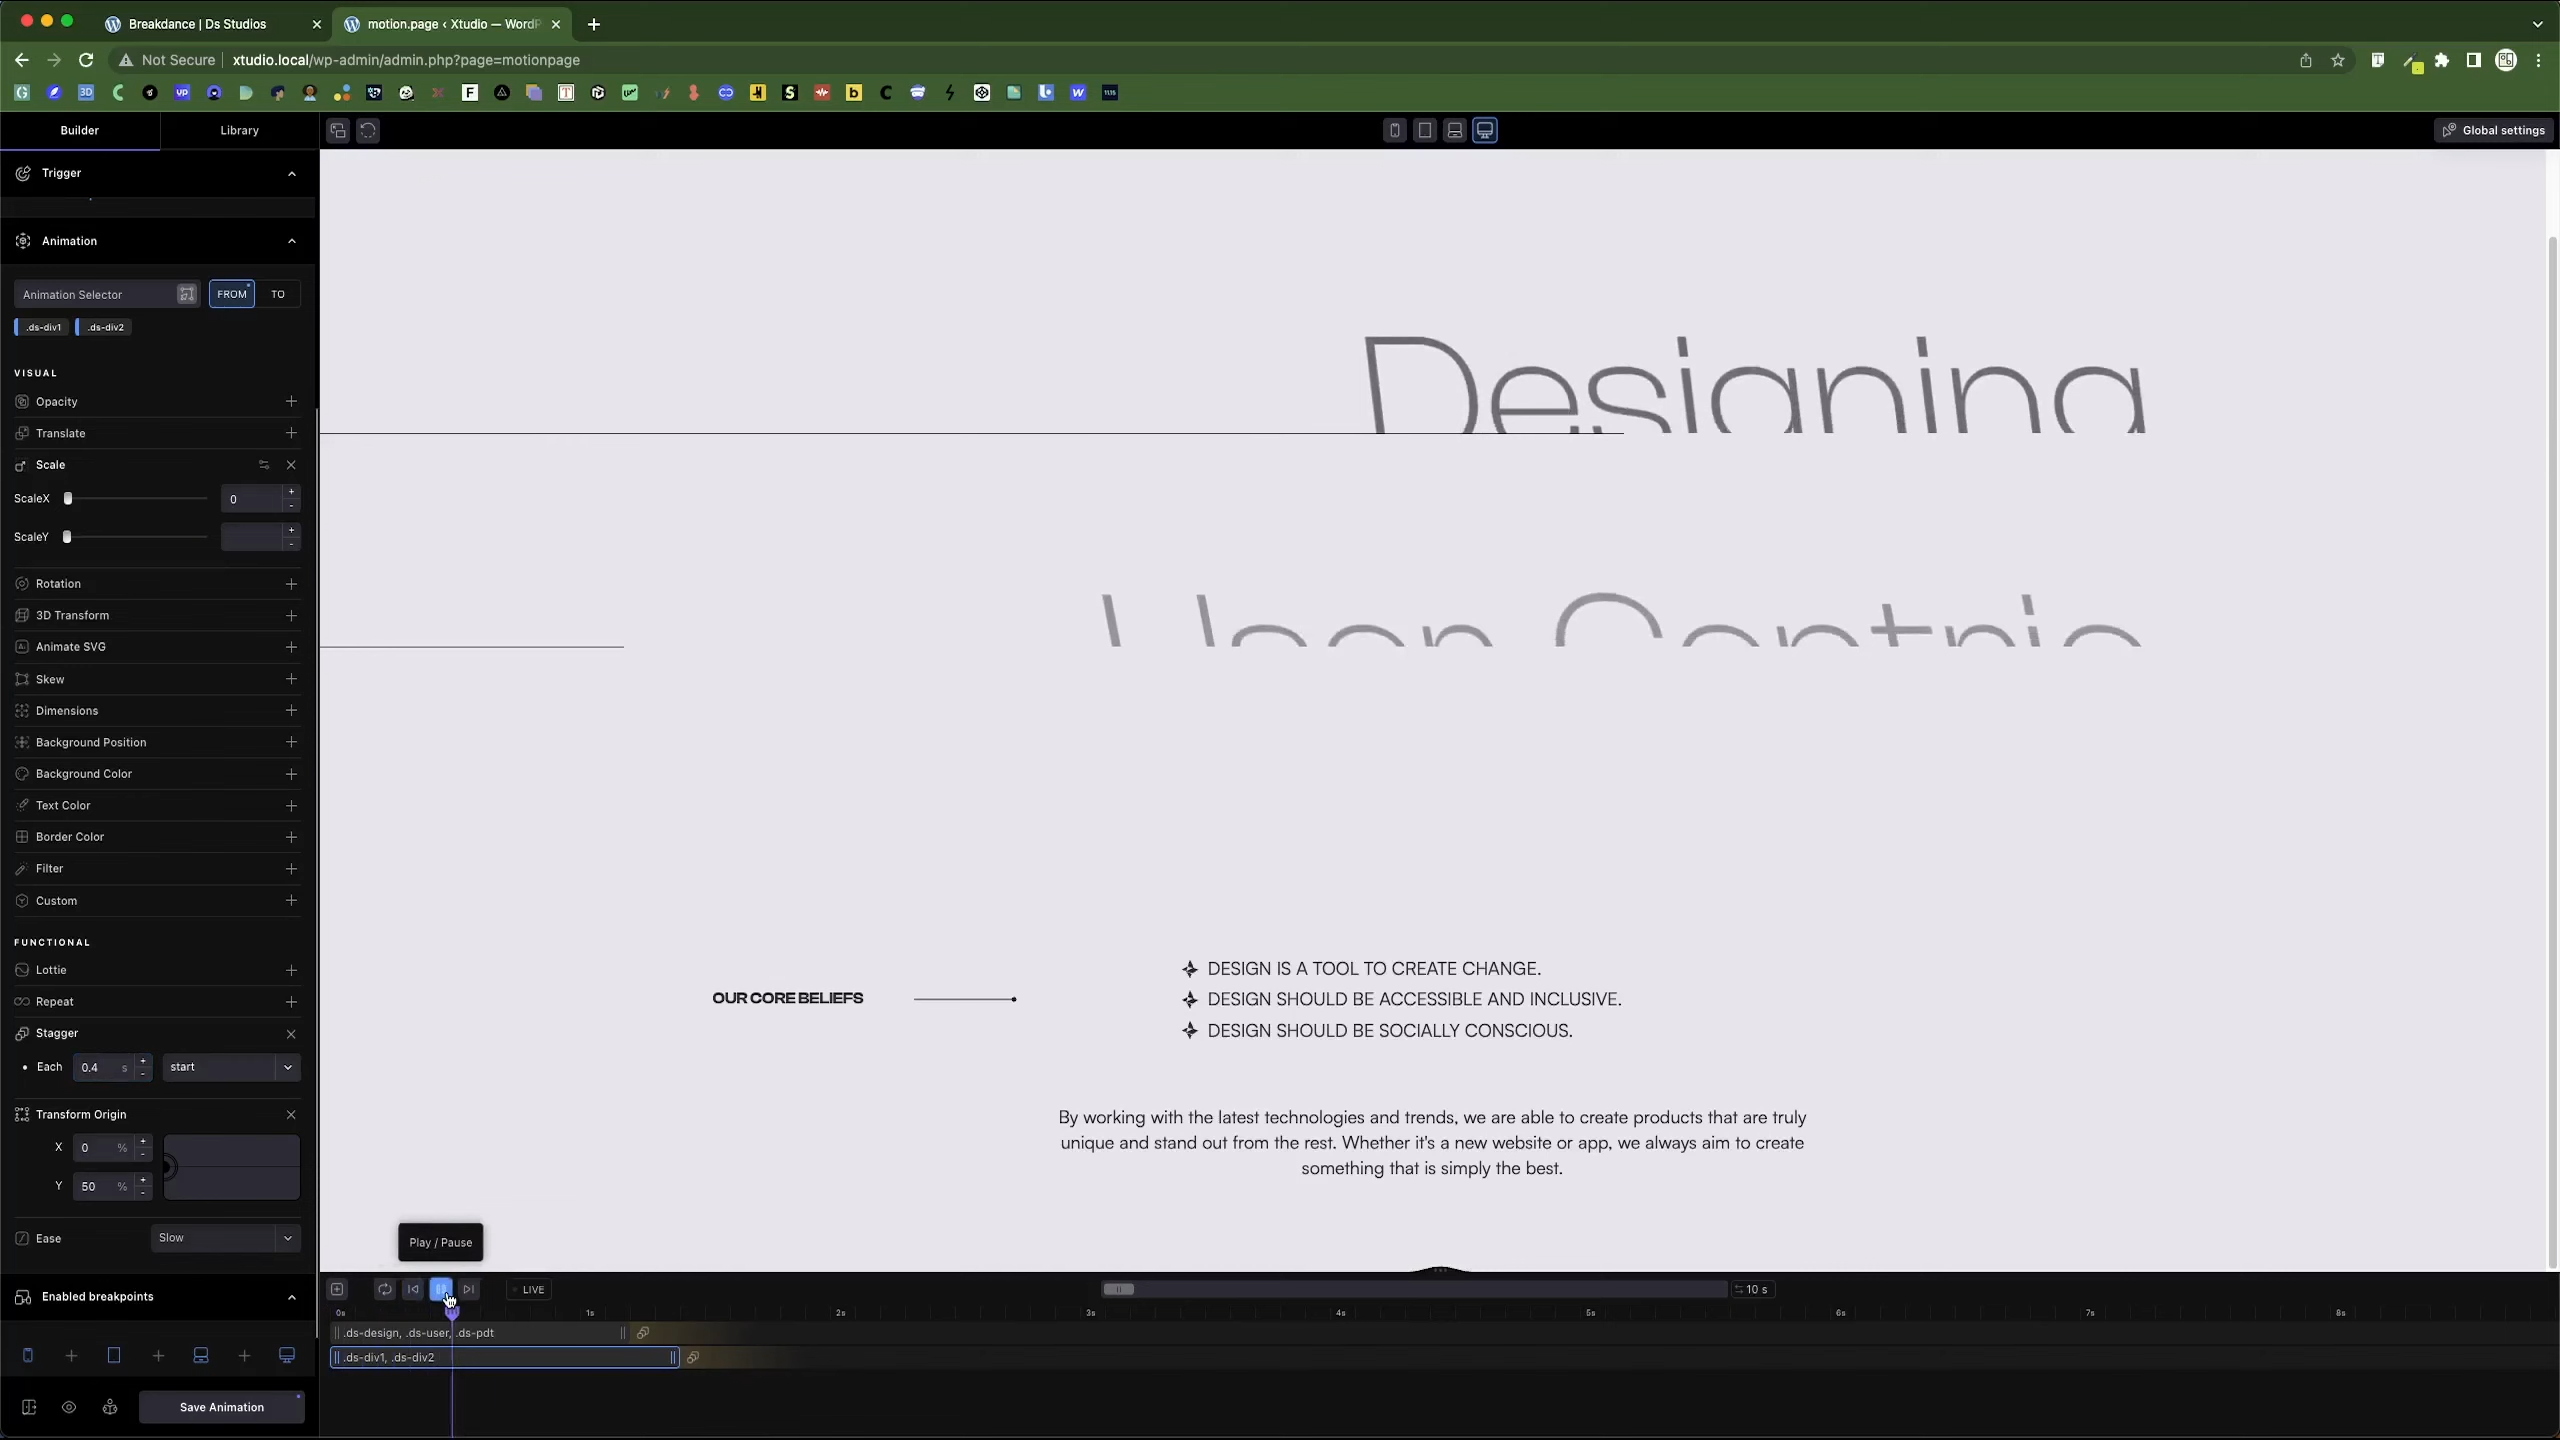 Breakdance | Ds Studios
motion.page ‹ Xtudio — WordP
Not Secure
xtudio.local/wp-admin/admin.php?page=motionpage
Builder
Library
Global settings
Trigger
Animation
Animation Selector
FROM
TO
.ds-div1
.ds-div2
VISUAL
Opacity
Translate
Scale
ScaleX
0
ScaleY
Rotation
3D Transform
Animate SVG
Skew
Dimensions
Background Position
Background Color
Text Color
Border Color
Filter
Custom
FUNCTIONAL
Lottie
Repeat
Stagger
Each
0.4 s
start
Transform Origin
X 0 %
Y 50 %
Ease
Slow
Enabled breakpoints
Save Animation
Designing
User Centric
OUR CORE BELIEFS
DESIGN IS A TOOL TO CREATE CHANGE.
DESIGN SHOULD BE ACCESSIBLE AND INCLUSIVE.
DESIGN SHOULD BE SOCIALLY CONSCIOUS.
By working with the latest technologies and trends, we are able to create products that are truly
unique and stand out from the rest. Whether it's a new website or app, we always aim to create
something that is simply the best.
Play / Pause
LIVE
10 s
0s 1s 2s 3s 4s 5s 6s 7s 8s
.ds-design, .ds-user, .ds-pdt
.ds-div1, .ds-div2